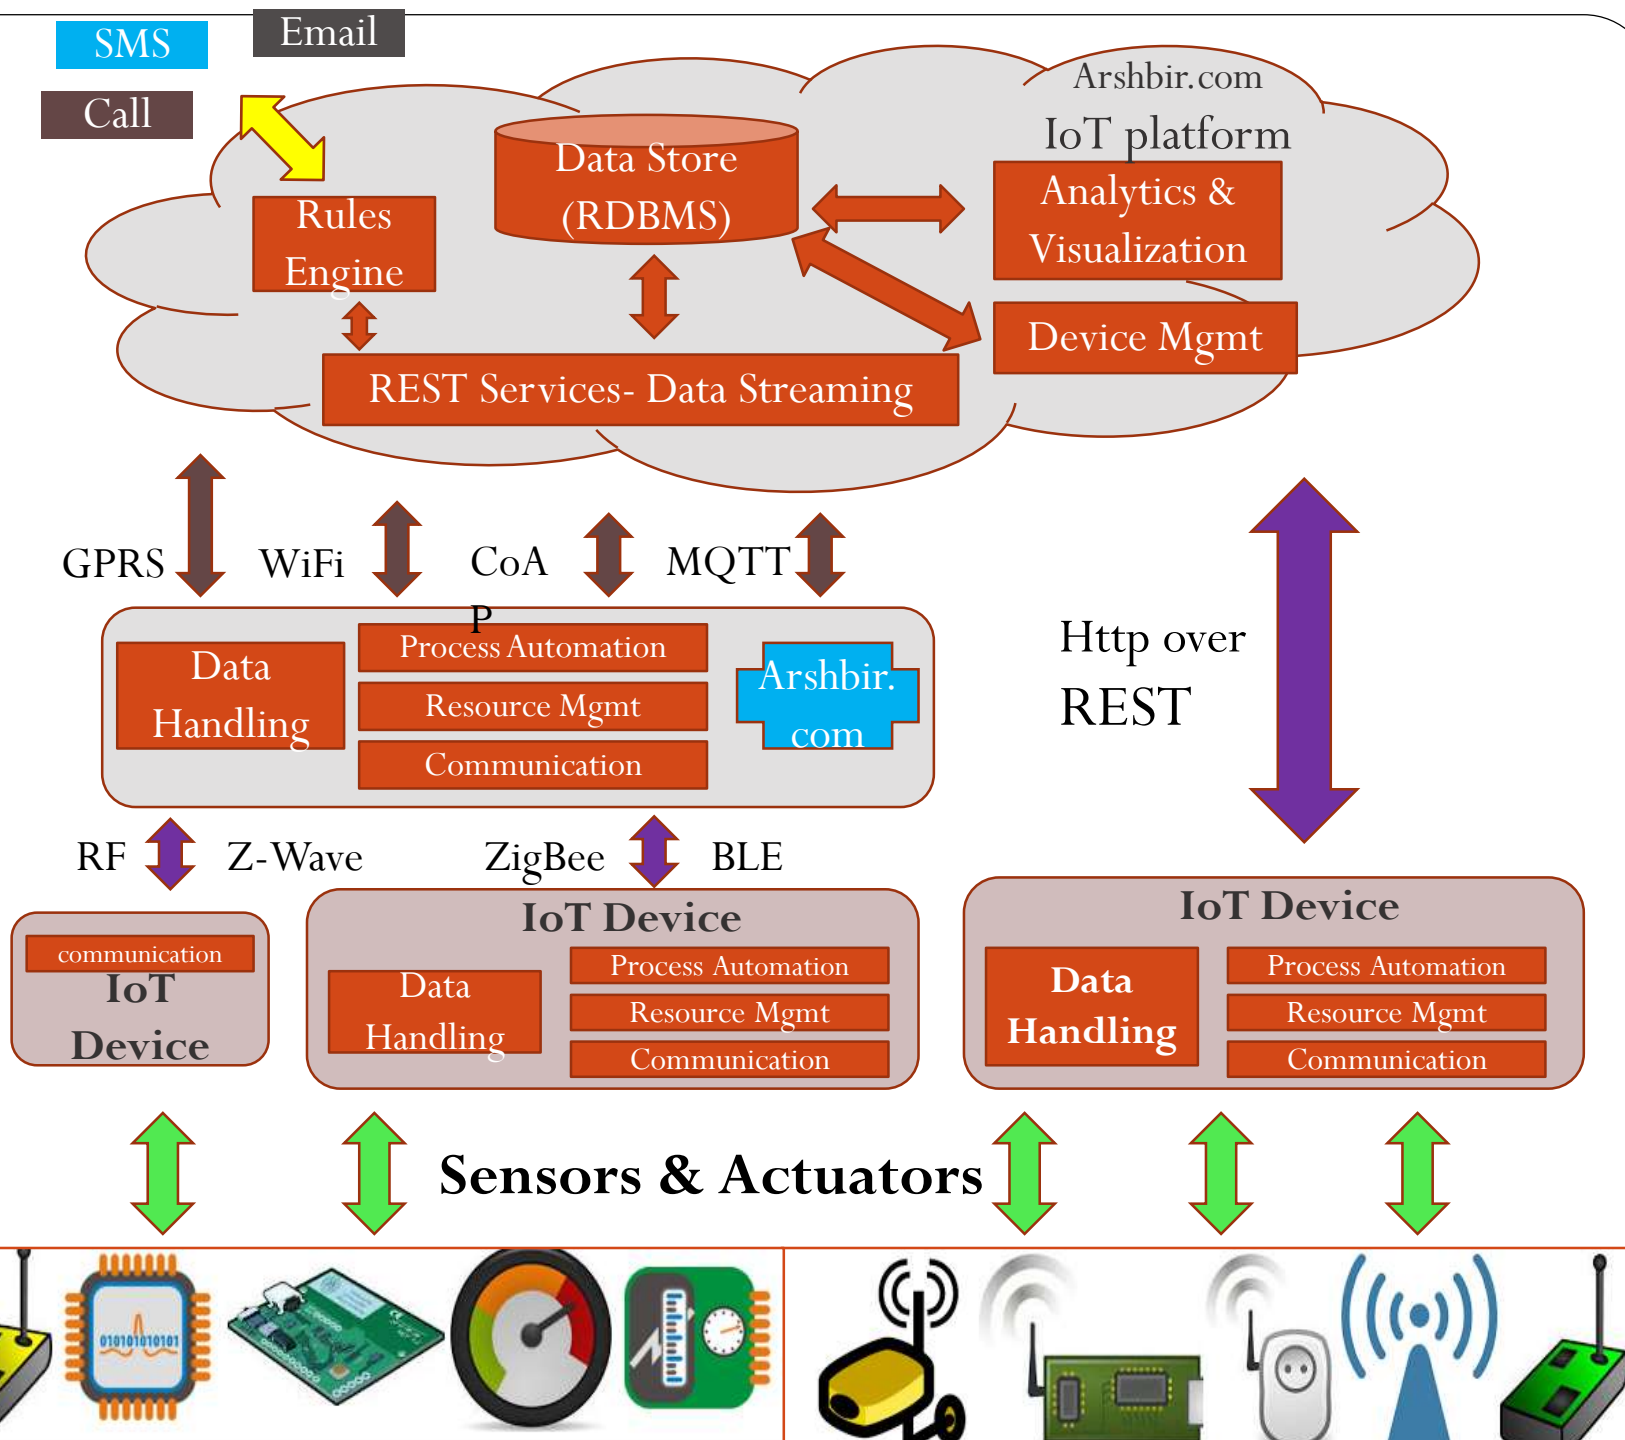 SMS
Email
Call
Arshbir.com
IoT platform
Rules
Engine
Data Store
(RDBMS)
Analytics &
Visualization
Device Mgmt
REST Services- Data Streaming
GPRS
WiFi
CoA
P
MQTT
Http over
REST
Data
Handling
Process Automation
Resource Mgmt
Communication
Arshbir.
com
RF
Z-Wave
ZigBee
BLE
communication
IoT
Device
IoT Device
Data
Handling
Process Automation
Resource Mgmt
Communication
IoT Device
Data
Handling
Process Automation
Resource Mgmt
Communication
Sensors & Actuators
010101010101